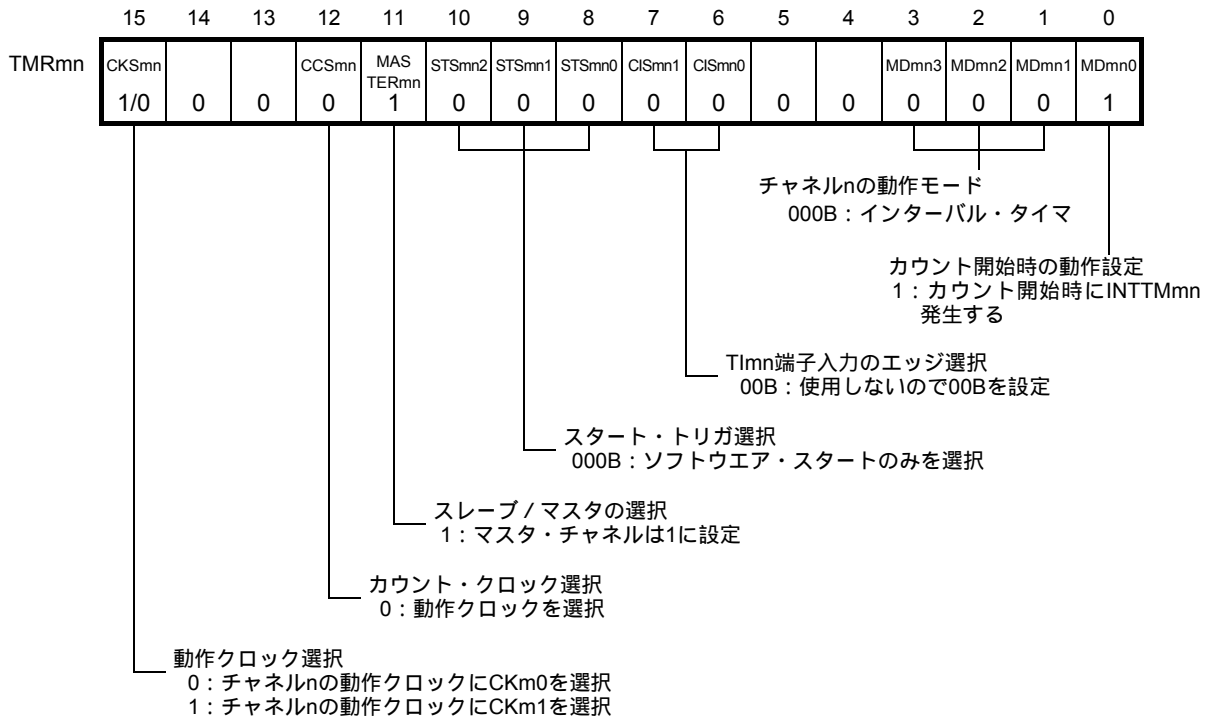 15 14 13 12 11 10 9 8 7 6 5 4 3 2 1 0
TMRmn
CKSmn CCSmn MAS TERmn STSmn2 STSmn1 STSmn0 CISmn1 CISmn0 MDmn3 MDmn2 MDmn1 MDmn0
1/0 0 0 0 1 0 0 0 0 0 0 0 0 0 0 1
チャネルnの動作モード
000B：インターバル・タイマ
カウント開始時の動作設定
1：カウント開始時にINTTMmn
発生する
TImn端子入力のエッジ選択
00B：使用しないので00Bを設定
スタート・トリガ選択
000B：ソフトウエア・スタートのみを選択
スレーブ／マスタの選択
1：マスタ・チャネルは1に設定
カウント・クロック選択
0：動作クロックを選択
動作クロック選択
0：チャネルnの動作クロックにCKm0を選択
1：チャネルnの動作クロックにCKm1を選択